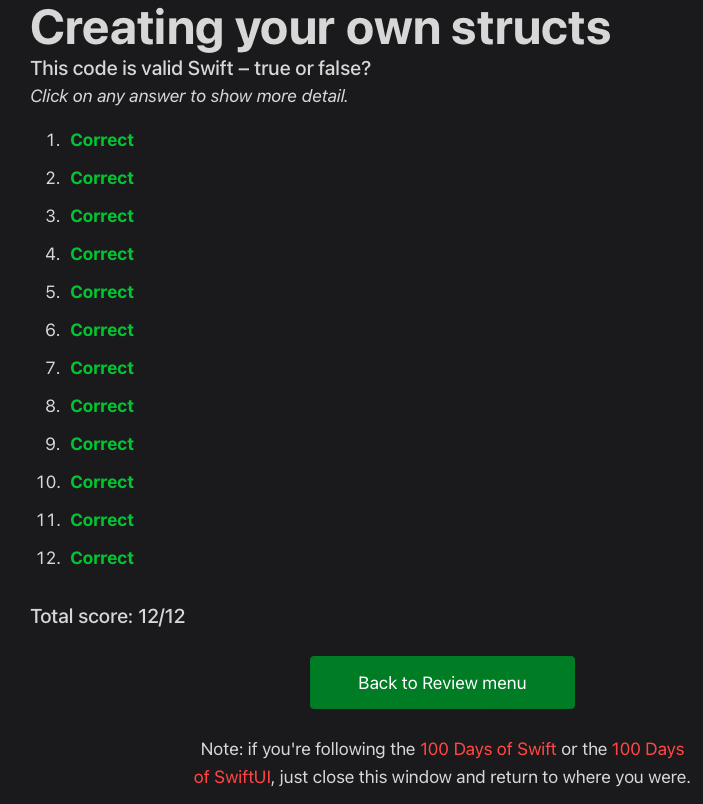 Creating your own structs
This code is valid Swift – true or false?
Click on any answer to show more detail.
1. Correct
2. Correct
3. Correct
4. Correct
5. Correct
6. Correct
7. Correct
8. Correct
9. Correct
10. Correct
11. Correct
12. Correct
Total score: 12/12
Back to Review menu
Note: if you're following the 100 Days of Swift or the 100 Days
of SwiftUI, just close this window and return to where you were.